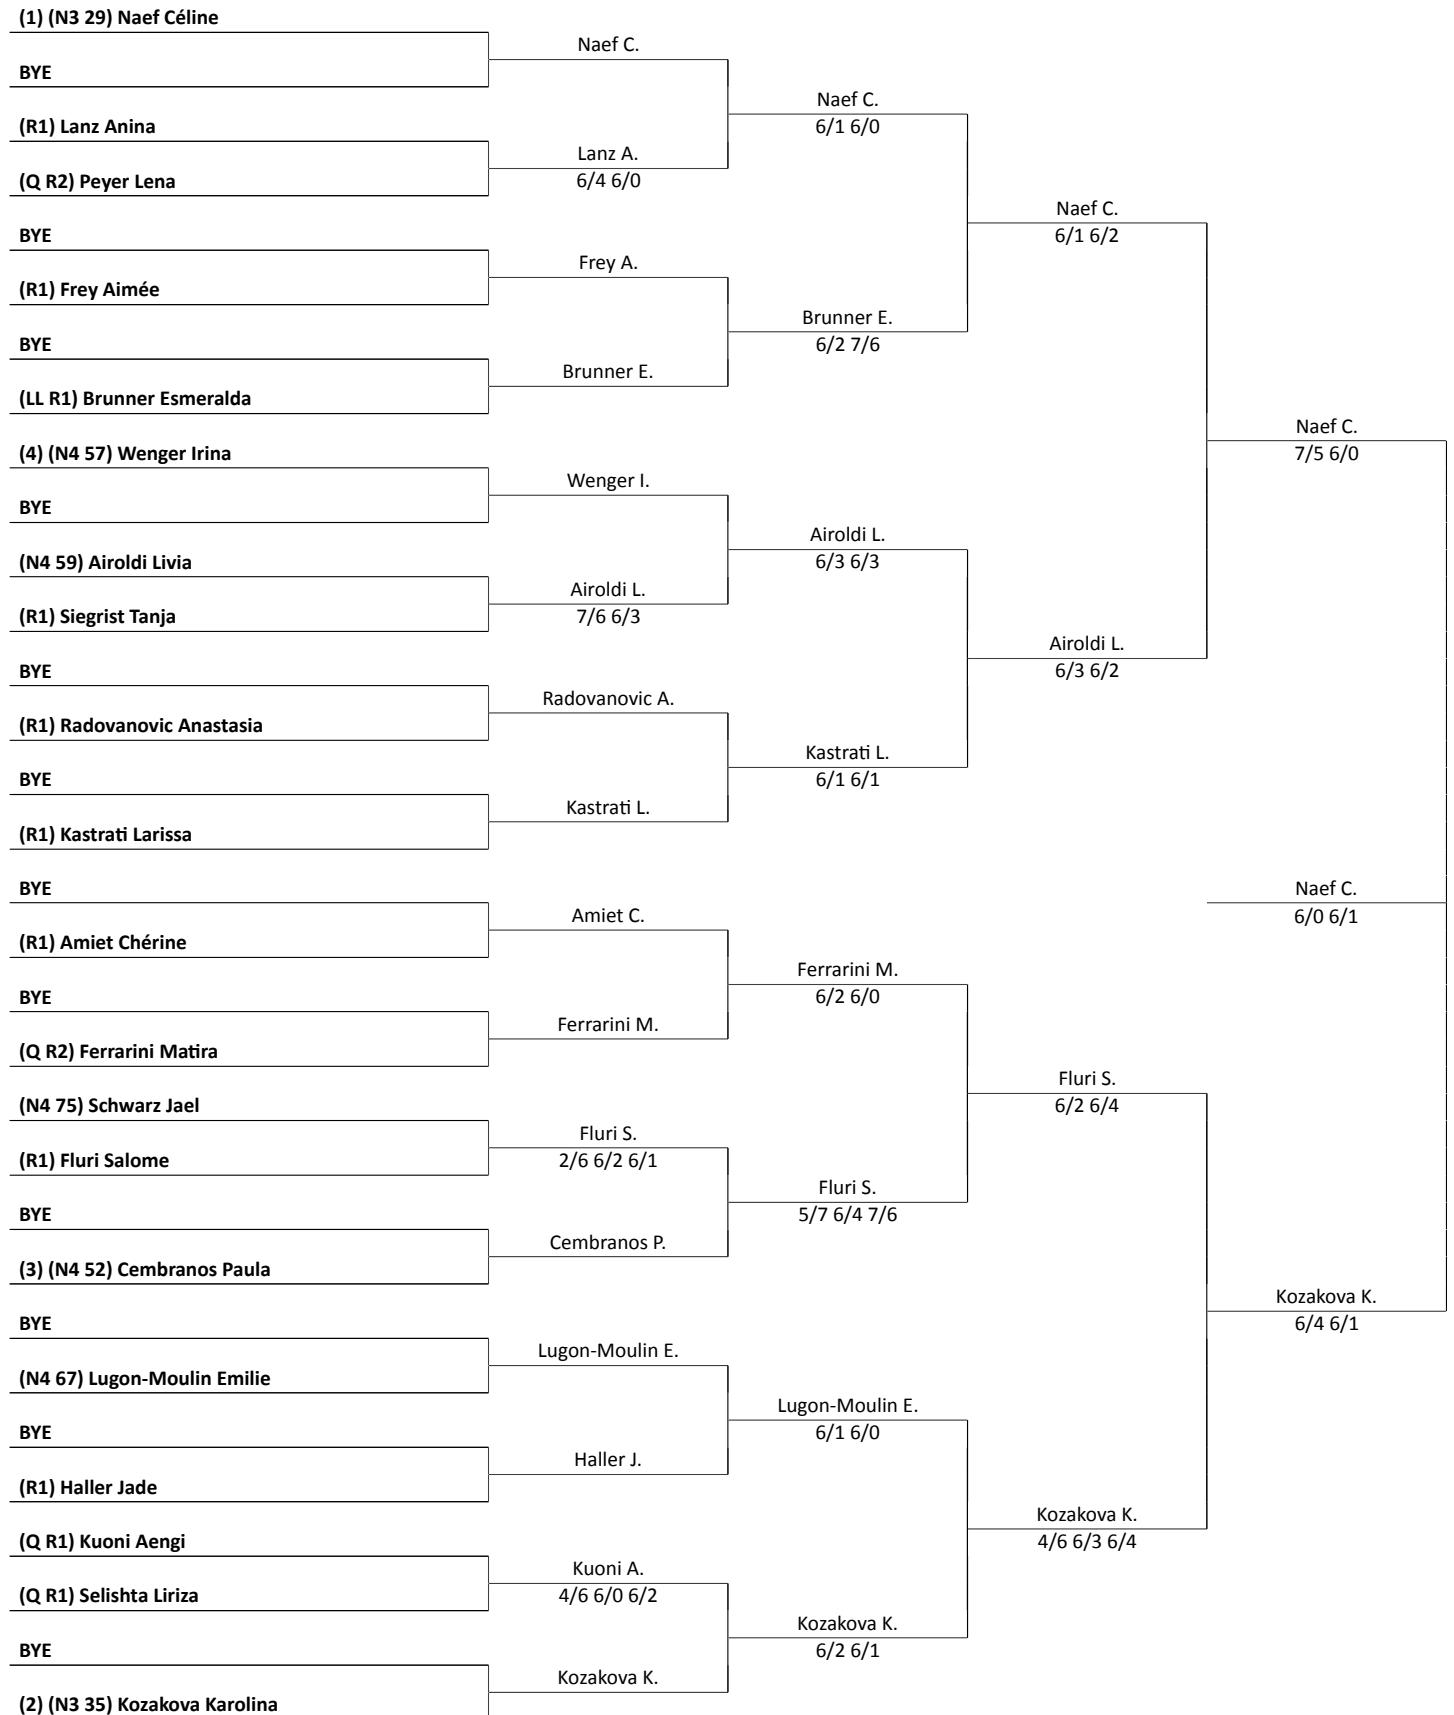 (1) (N3 29) Naef Céline
BYE
(R1) Lanz Anina
(Q R2) Peyer Lena
BYE
(R1) Frey Aimée
BYE
(LL R1) Brunner Esmeralda
(4) (N4 57) Wenger Irina
BYE
(N4 59) Airoldi Livia
(R1) Siegrist Tanja
BYE
(R1) Radovanovic Anastasia
BYE
(R1) Kastrati Larissa
BYE
(R1) Amiet Chérine
BYE
(Q R2) Ferrarini Matira
(N4 75) Schwarz Jael
(R1) Fluri Salome
BYE
(3) (N4 52) Cembranos Paula
BYE
(N4 67) Lugon-Moulin Emilie
BYE
(R1) Haller Jade
(Q R1) Kuoni Aengi
(Q R1) Selishta Liriza
BYE
(2) (N3 35) Kozakova Karolina
Naef C.
Lanz A.
6/4 6/0
Frey A.
Brunner E.
Wenger I.
Airoldi L.
7/6 6/3
Radovanovic A.
Kastrati L.
Amiet C.
Ferrarini M.
Fluri S.
2/6 6/2 6/1
Cembranos P.
Lugon-Moulin E.
Haller J.
Kuoni A.
4/6 6/0 6/2
Kozakova K.
Naef C.
6/1 6/0
Brunner E.
6/2 7/6
Airoldi L.
6/3 6/3
Kastrati L.
6/1 6/1
Ferrarini M.
6/2 6/0
Fluri S.
5/7 6/4 7/6
Lugon-Moulin E.
6/1 6/0
Kozakova K.
6/2 6/1
Naef C.
6/1 6/2
Airoldi L.
6/3 6/2
Fluri S.
6/2 6/4
Kozakova K.
4/6 6/3 6/4
Naef C.
7/5 6/0
Naef C.
6/0 6/1
Kozakova K.
6/4 6/1